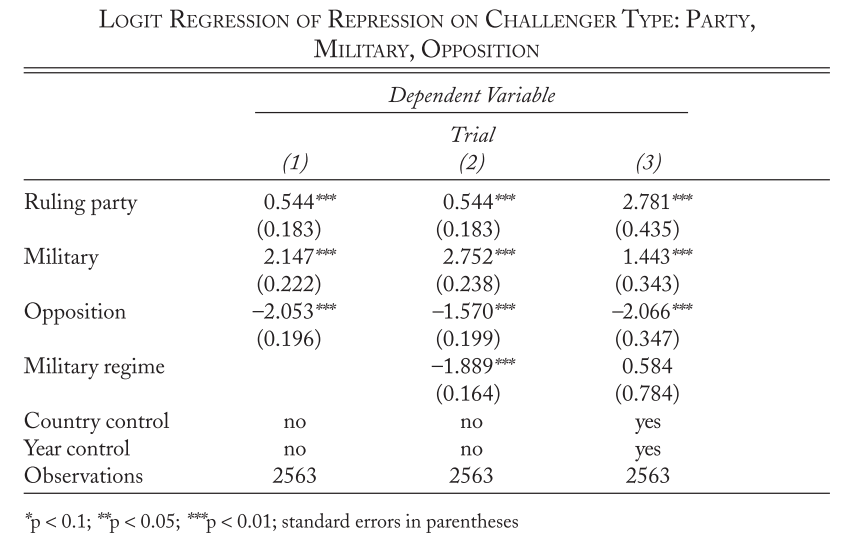 Logit Regression of Repression on Challenger Type: Party,
Military, Opposition
Dependent Variable
Trial
(1) (2) (3)
Ruling party 0.544*** 0.544*** 2.781***
(0.183) (0.183) (0.435)
Military 2.147*** 2.752*** 1.443***
(0.222) (0.238) (0.343)
Opposition −2.053*** −1.570*** −2.066***
(0.196) (0.199) (0.347)
Military regime −1.889*** 0.584
(0.164) (0.784)
Country control no no yes
Year control no no yes
Observations 2563 2563 2563
*p < 0.1; **p < 0.05; ***p < 0.01; standard errors in parentheses